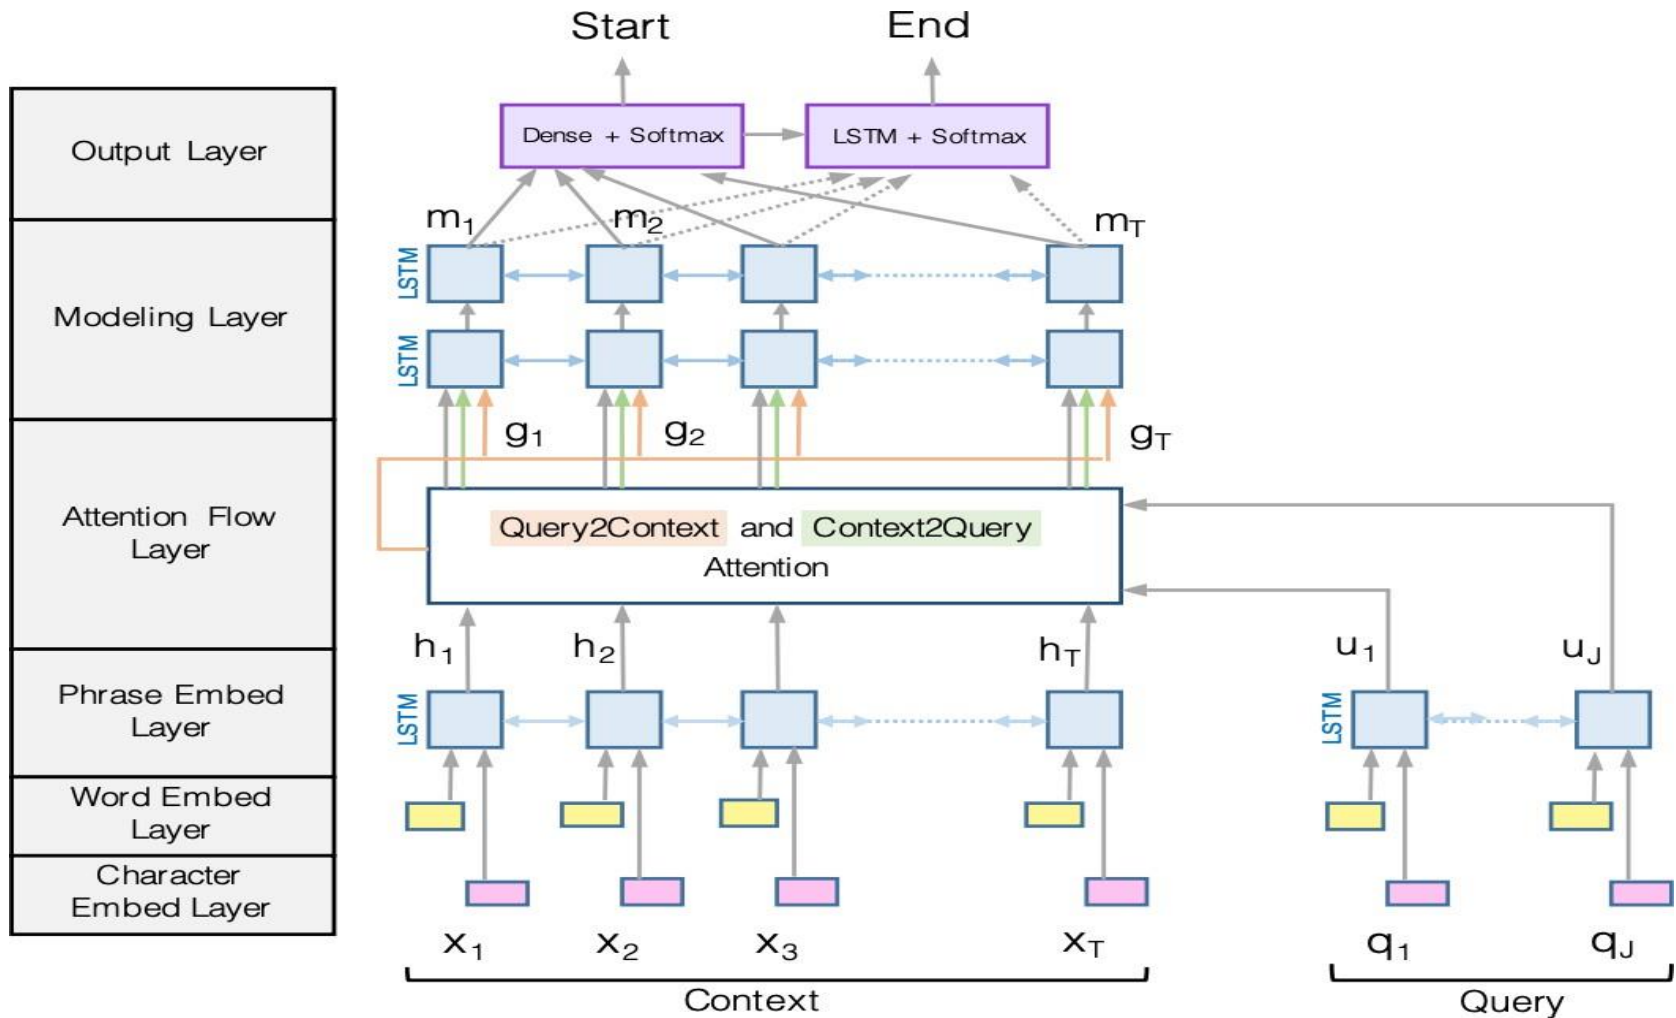 Start End
Output Layer
Dense + Softmax LSTM + Softmax
m1 m2 mT
Modeling Layer
LSTM
LSTM
g1 g2 gT
Attention Flow
Layer
Query2Context and Context2Query
Attention
h1 h2 hT u1 uJ
Phrase Embed
Layer
LSTM LSTM
Word Embed
Layer
Character
Embed Layer
x1 x2 x3 xT q1 qJ
Context Query